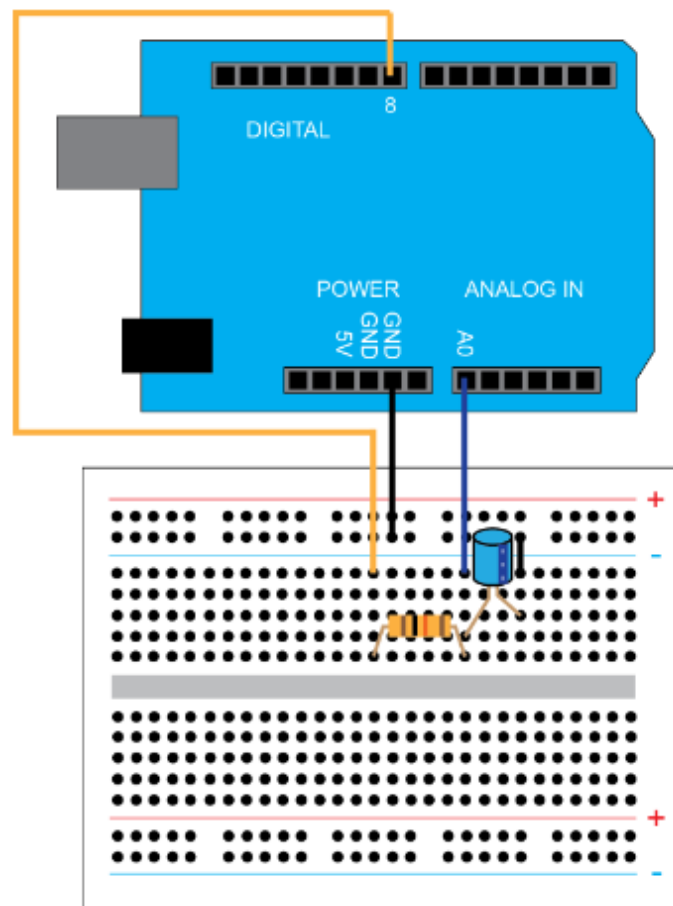 8
DIGITAL
POWER
ANALOG IN
5V
GND
GND
A0
+
-
+
-